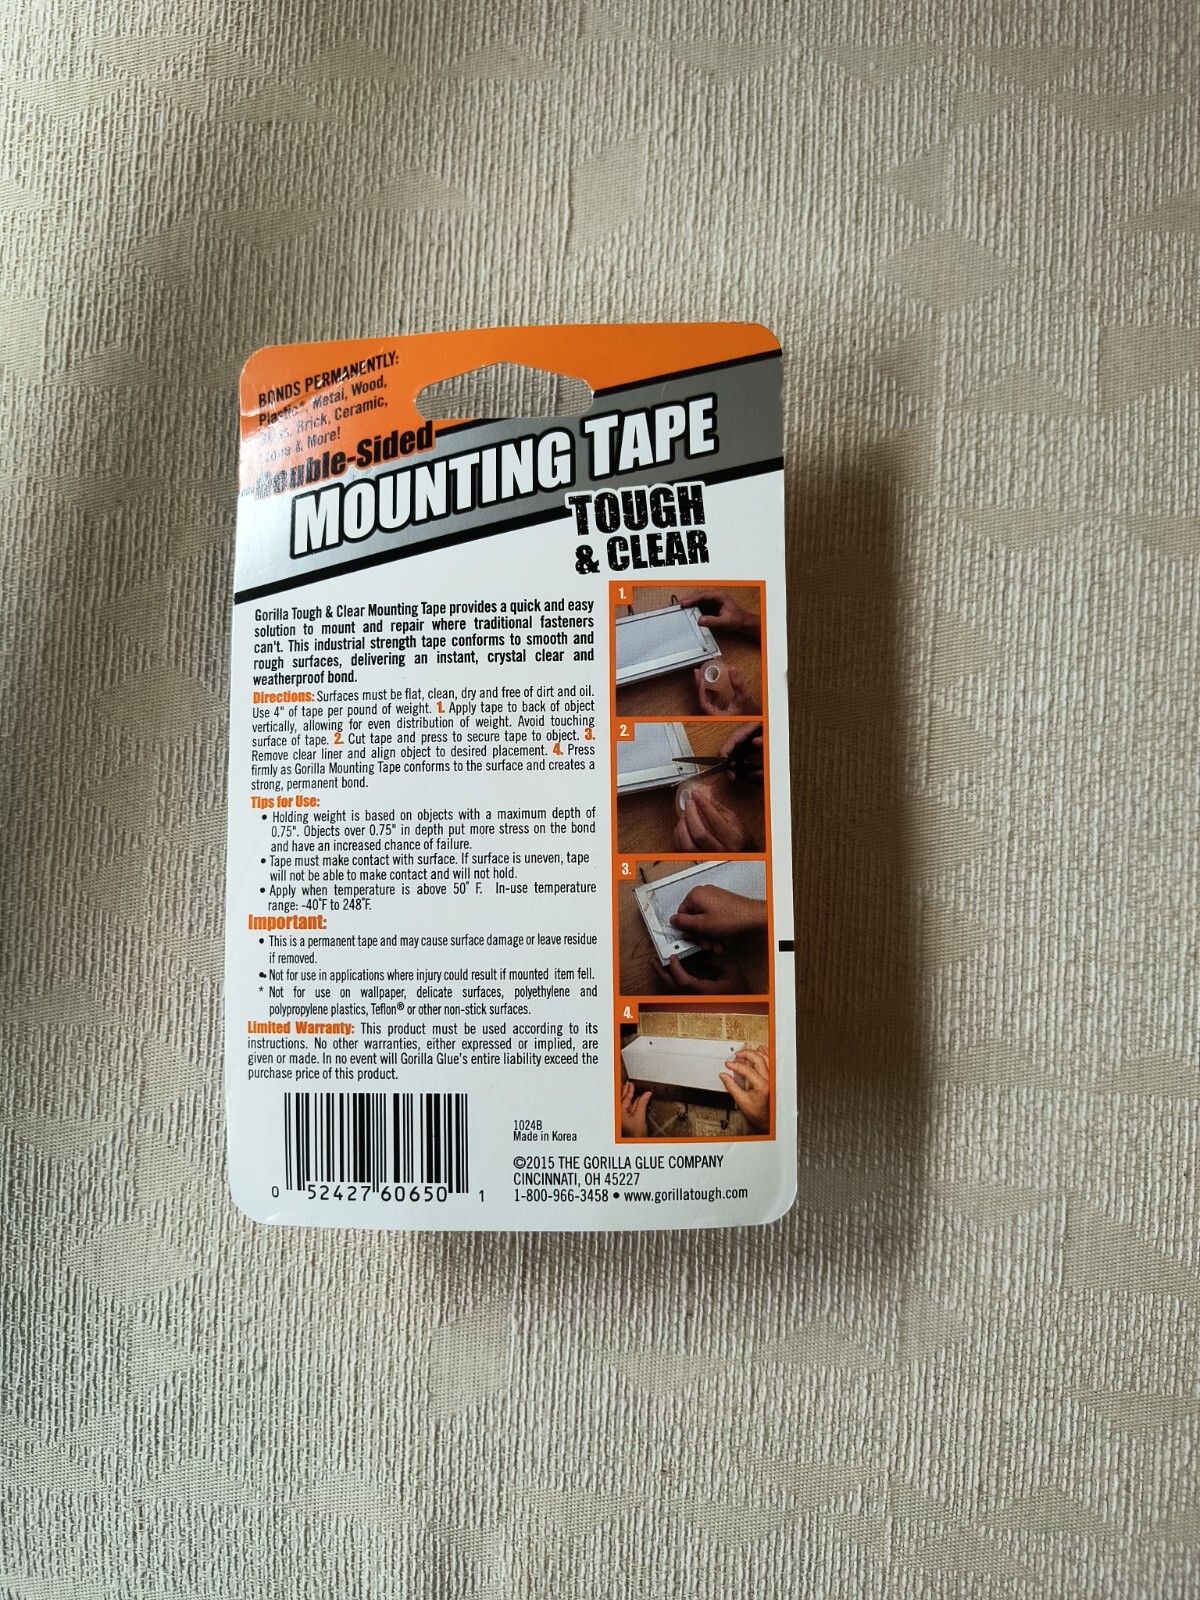 BONDS PERMANENTLY:
Plastic*, Metal, Wood,
Brick, Ceramic,
& More!
Double-Sided
MOUNTING TAPE
TOUGH
& CLEAR
Gorilla Tough & Clear Mounting Tape provides a quick and easy
solution to mount and repair where traditional fasteners
can't. This industrial strength tape conforms to smooth and
rough surfaces, delivering an instant, crystal clear and
weatherproof bond.
Directions: Surfaces must be flat, clean, dry and free of dirt and oil.
Use 4" of tape per pound of weight. 1. Apply tape to back of object
vertically, allowing for even distribution of weight. Avoid touching
surface of tape. 2. Cut tape and press to secure tape to object. 3.
Remove clear liner and align object to desired placement. 4. Press
firmly as Gorilla Mounting Tape conforms to the surface and creates a
strong, permanent bond.
Tips for Use:
• Holding weight is based on objects with a maximum depth of
0.75". Objects over 0.75" in depth put more stress on the bond
and have an increased chance of failure.
• Tape must make contact with surface. If surface is uneven, tape
will not be able to make contact and will not hold.
• Apply when temperature is above 50˚ F. In-use temperature
range: -40˚F to 248˚F.
Important:
• This is a permanent tape and may cause surface damage or leave residue
if removed.
• Not for use in applications where injury could result if mounted item fell.
* Not for use on wallpaper, delicate surfaces, polyethylene and
polypropylene plastics, Teflon® or other non-stick surfaces.
Limited Warranty: This product must be used according to its
instructions. No other warranties, either expressed or implied, are
given or made. In no event will Gorilla Glue's entire liability exceed the
purchase price of this product.
1.
2.
3.
4.
0 52427 60650 1
1024B
Made in Korea
©2015 THE GORILLA GLUE COMPANY
CINCINNATI, OH 45227
1-800-966-3458 • www.gorillatough.com